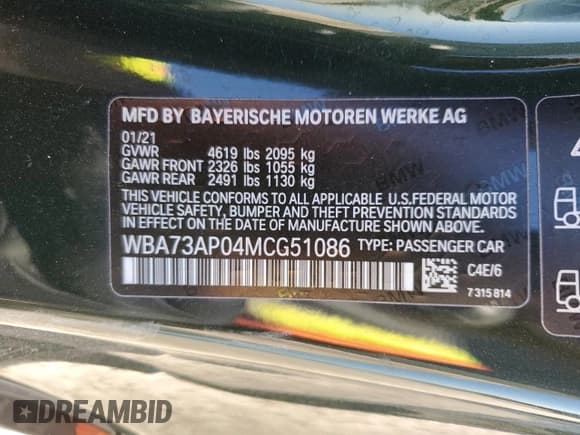 MFD BY BAYERISCHE MOTOREN WERKE AG
01/21
GVWR 4619 lbs 2095 kg
GAWR FRONT 2326 lbs 1055 kg
GAWR REAR 2491 lbs 1130 kg
THIS VEHICLE CONFORMS TO ALL APPLICABLE U.S.FEDERAL MOTOR
VEHICLE SAFETY, BUMPER AND THEFT PREVENTION STANDARDS
IN EFFECT ON THE DATE OF MANUFACTURE SHOWN ABOVE.
WBA73AP04MCG51086 TYPE: PASSENGER CAR
C4E/6
7 315 814
DREAMBID